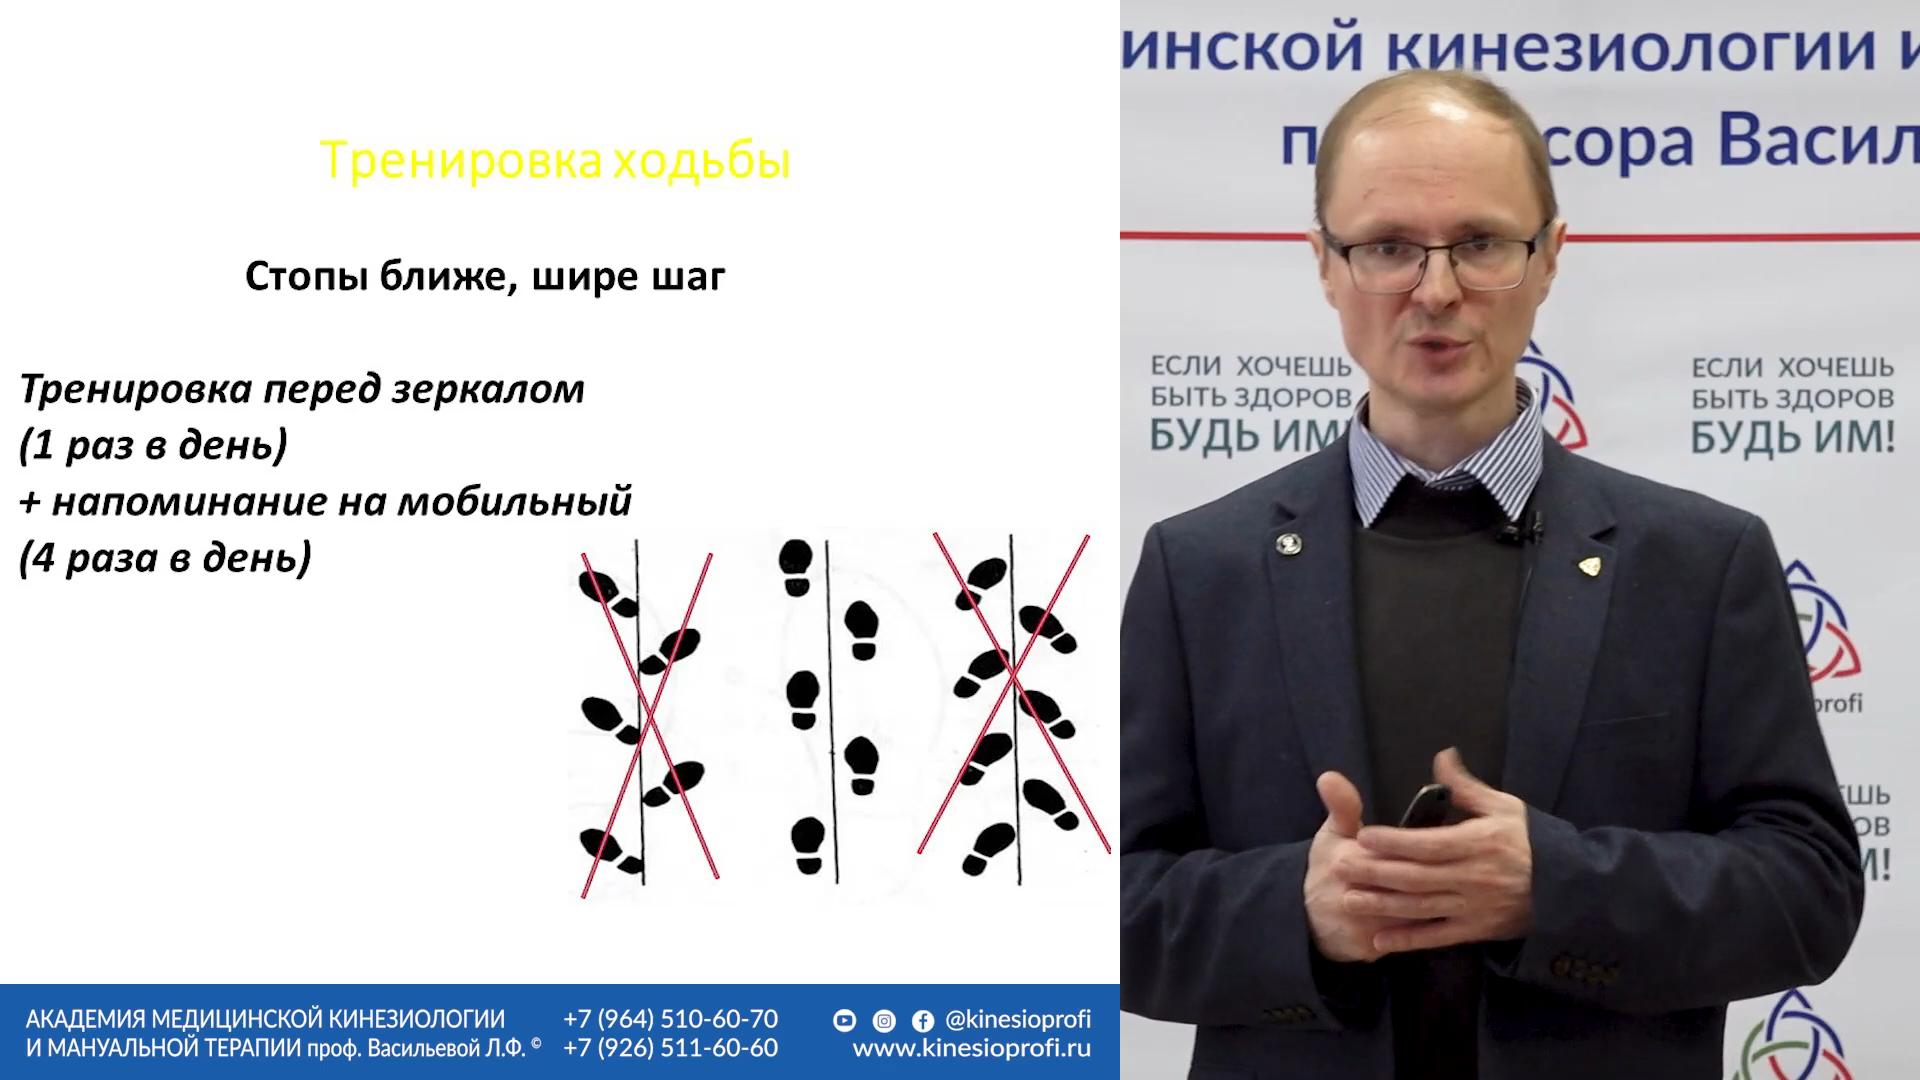 Тренировка ходьбы
Стопы ближе, шире шаг
Тренировка перед зеркалом
(1 раз в день)
+ напоминание на мобильный
(4 раза в день)
АКАДЕМИЯ МЕДИЦИНСКОЙ КИНЕЗИОЛОГИИ
И МАНУАЛЬНОЙ ТЕРАПИИ проф. Васильевой Л.Ф. ©
+7 (964) 510-60-70
+7 (926) 511-60-60
@kinesioprofi
www.kinesioprofi.ru
инской кинезиологии и
сора Васил
ЕСЛИ ХОЧЕШЬ
БЫТЬ ЗДОРОВ
БУДЬ ИМ!
ЕСЛИ ХОЧЕШЬ
БЫТЬ ЗДОРОВ
БУДЬ ИМ!
profi